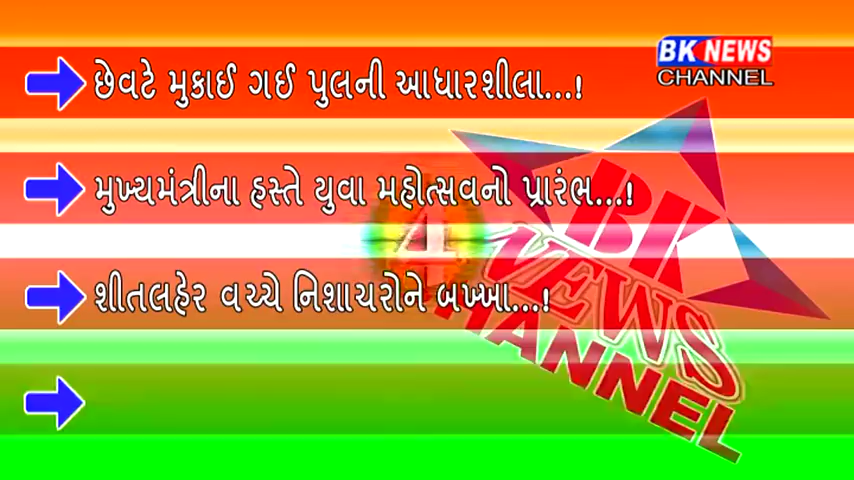 BK NEWS
CHANNEL
છેવટે મુકાઈ ગઈ પુલની આધારશીલા...!
મુખ્યમંત્રીના હસ્તે યુવા મહોત્સવનો પ્રારંભ...!
4
શીતલહેર વચ્ચે નિશાચરોને બખ્ખા...!
BK
NEWS
CHANNEL